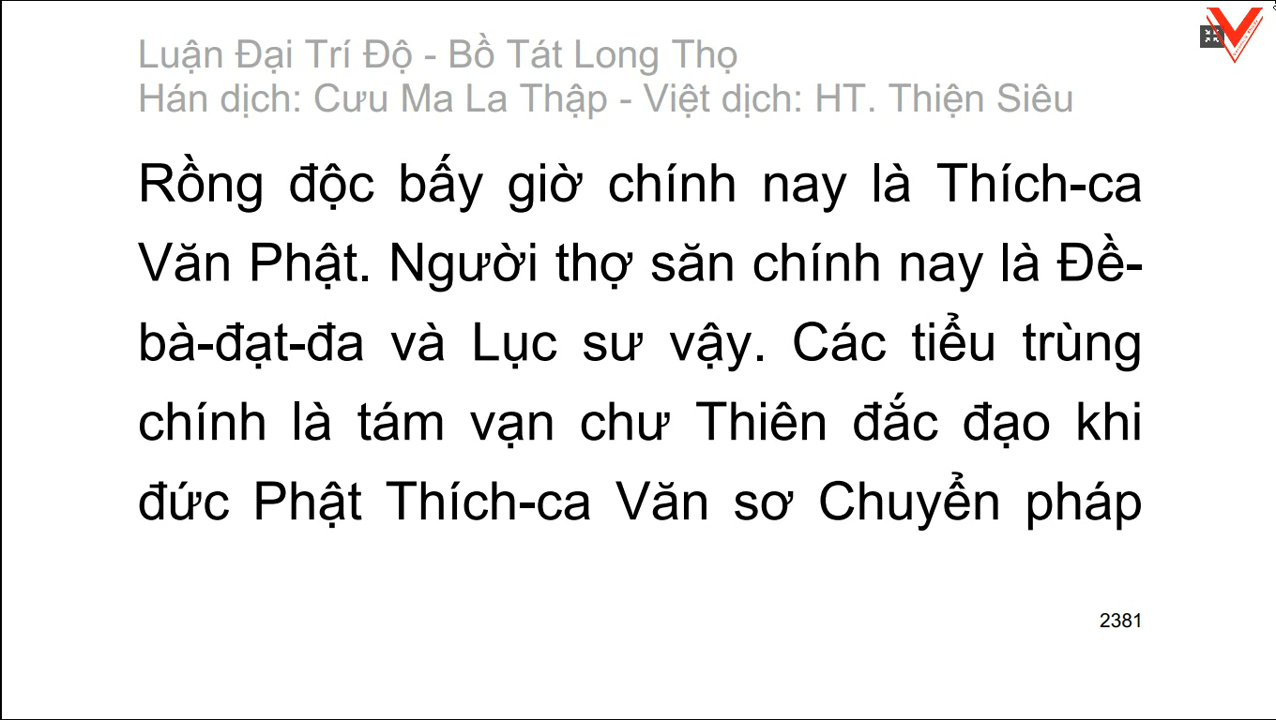 Luận Đại Trí Độ - Bồ Tát Long Thọ
Hán dịch: Cưu Ma La Thập - Việt dịch: HT. Thiện Siêu
Rồng độc bấy giờ chính nay là Thích-ca
Văn Phật. Người thợ săn chính nay là Đề-
bà-đạt-đa và Lục sư vậy. Các tiểu trùng
chính là tám vạn chư Thiên đắc đạo khi
đức Phật Thích-ca Văn sơ Chuyển pháp
2381